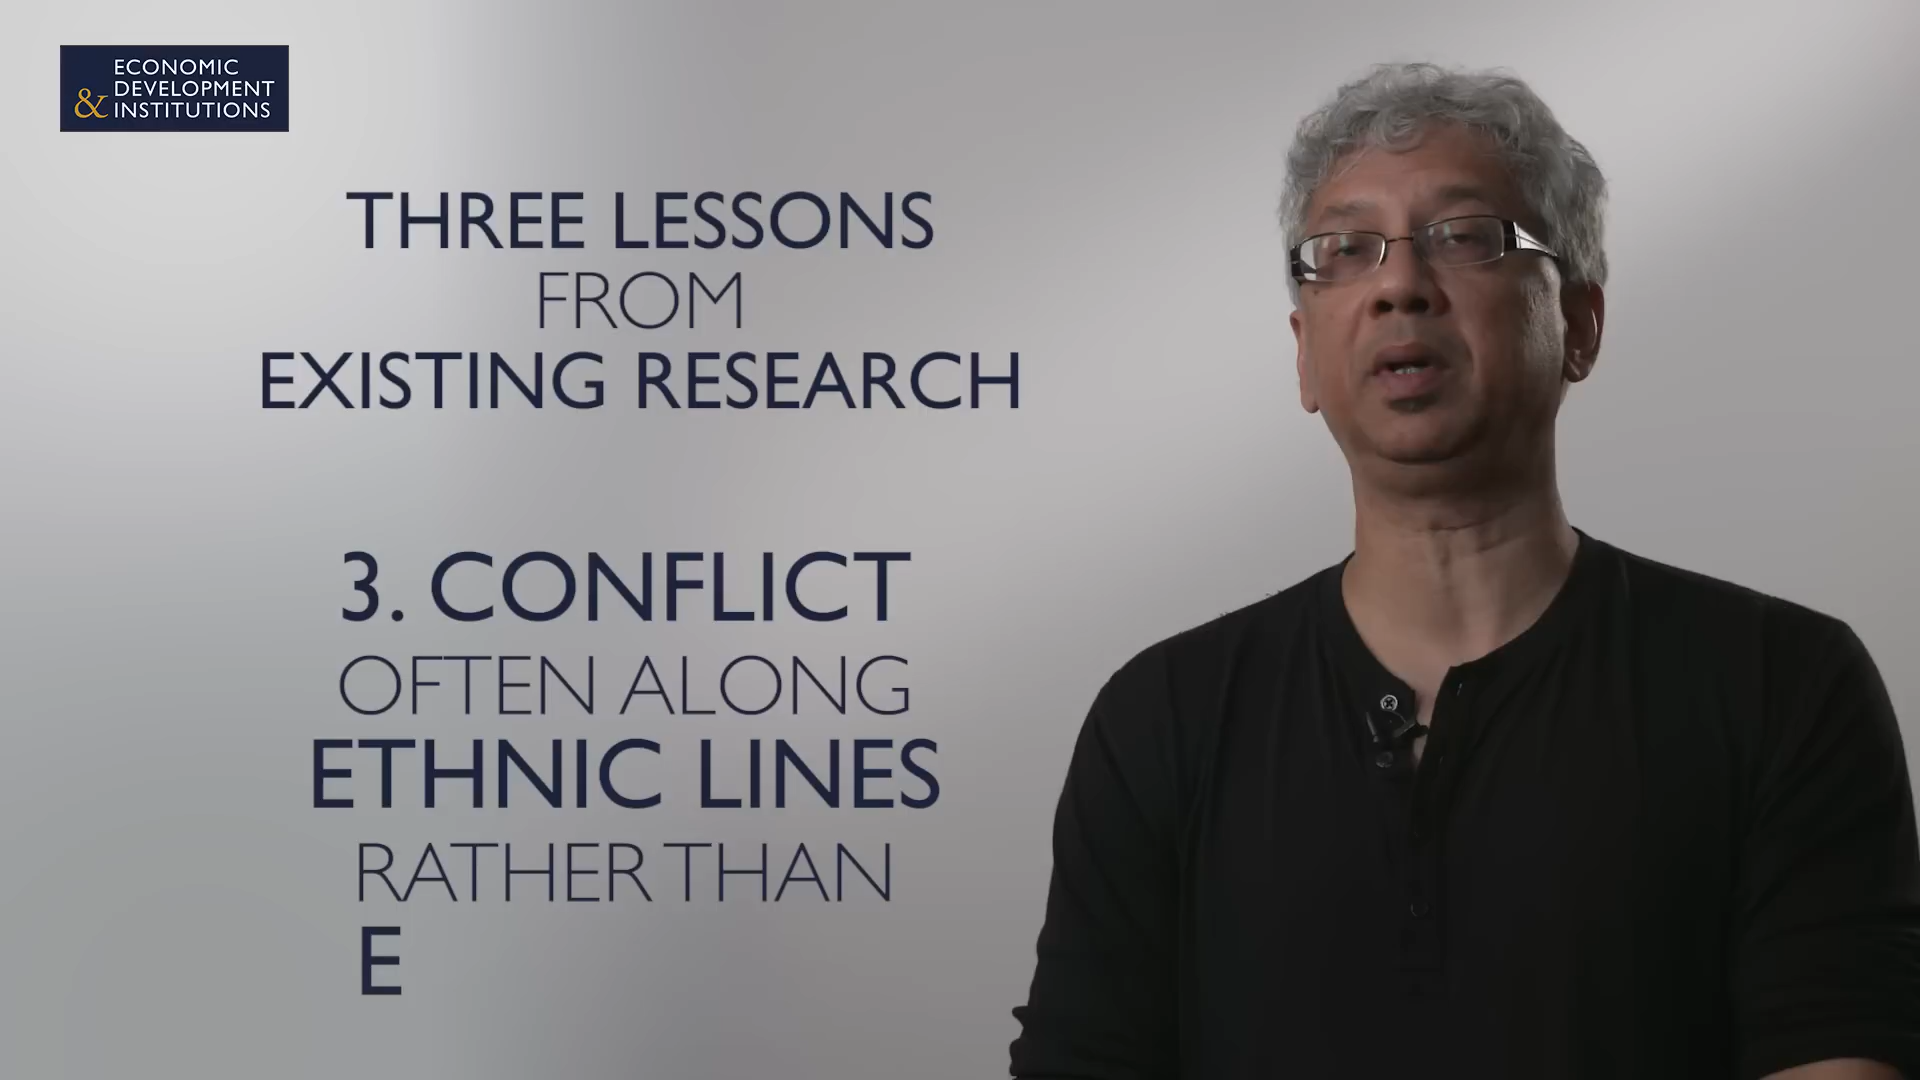 ECONOMIC
DEVELOPMENT
& INSTITUTIONS
THREE LESSONS
FROM
EXISTING RESEARCH
3. CONFLICT
OFTEN ALONG
ETHNIC LINES
RATHER THAN
E